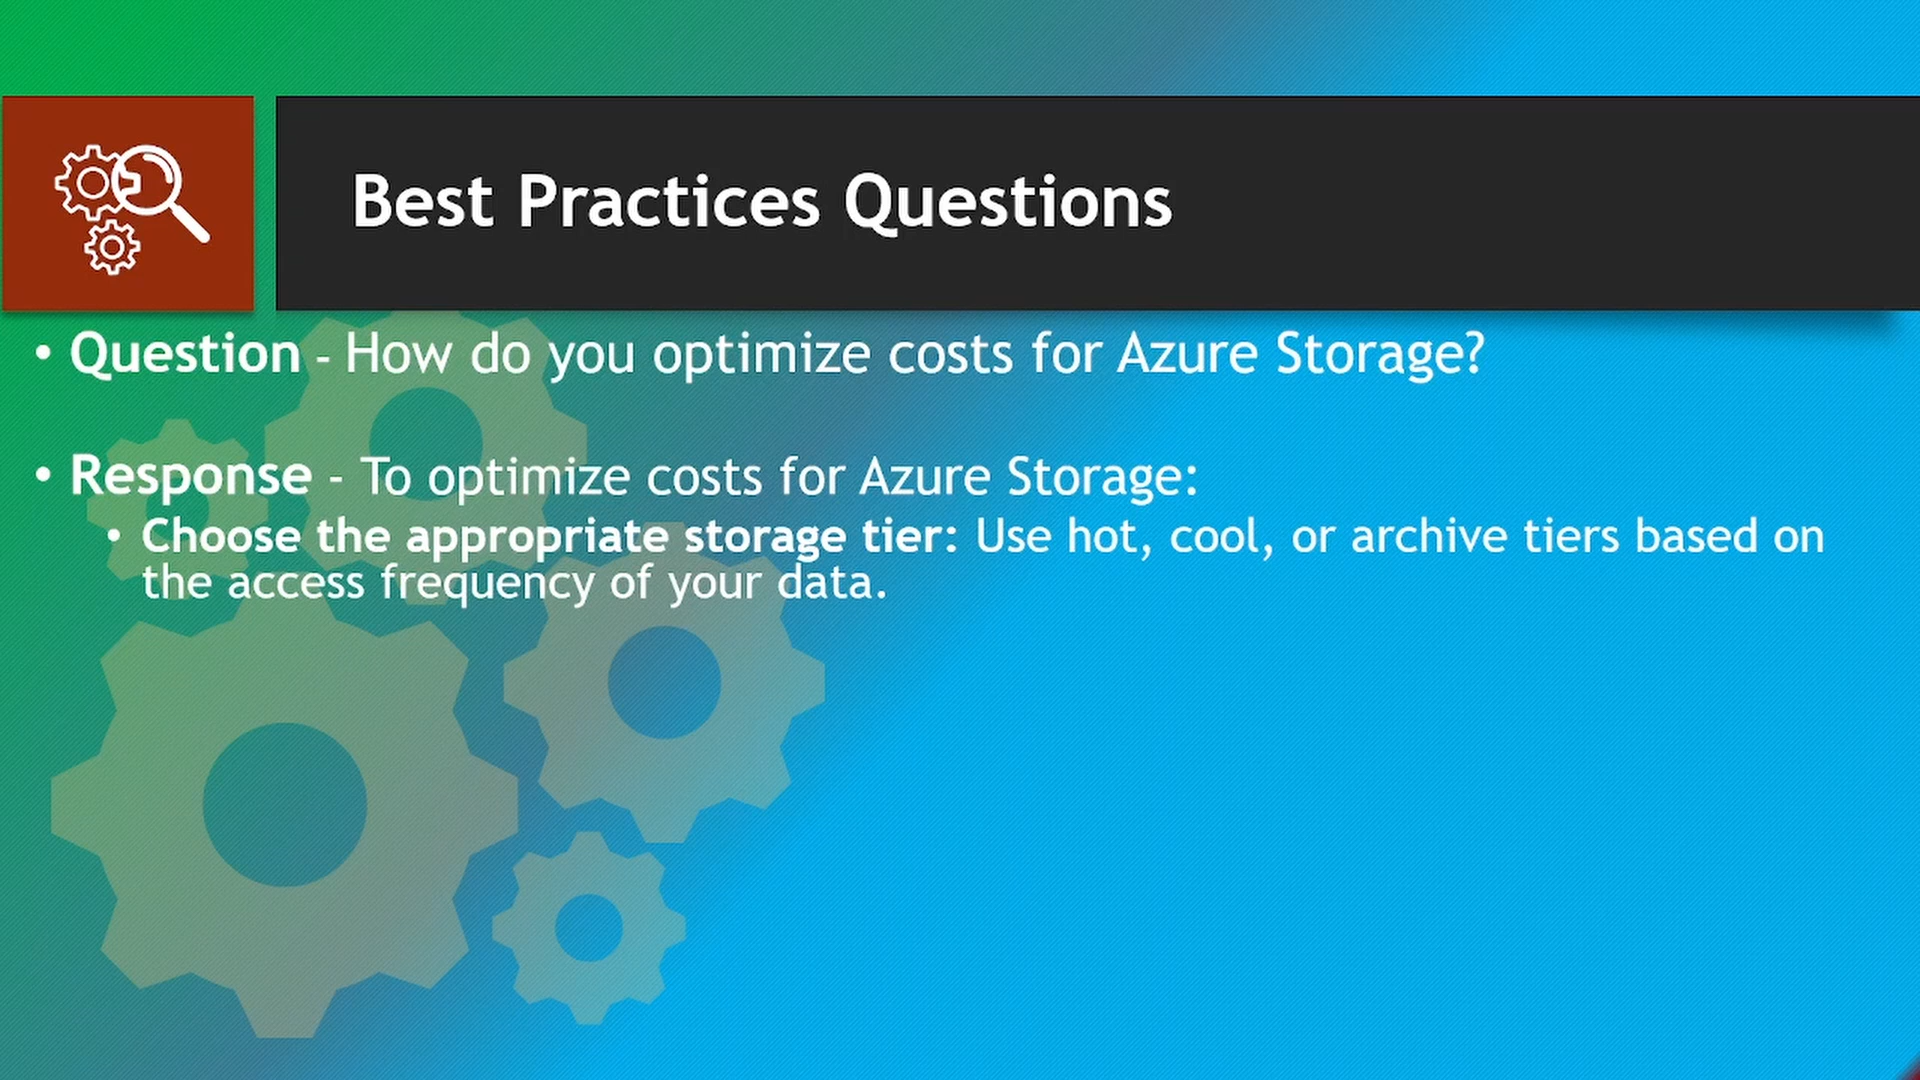 Best Practices Questions
• Question - How do you optimize costs for Azure Storage?
• Response - To optimize costs for Azure Storage:
• Choose the appropriate storage tier: Use hot, cool, or archive tiers based on
the access frequency of your data.